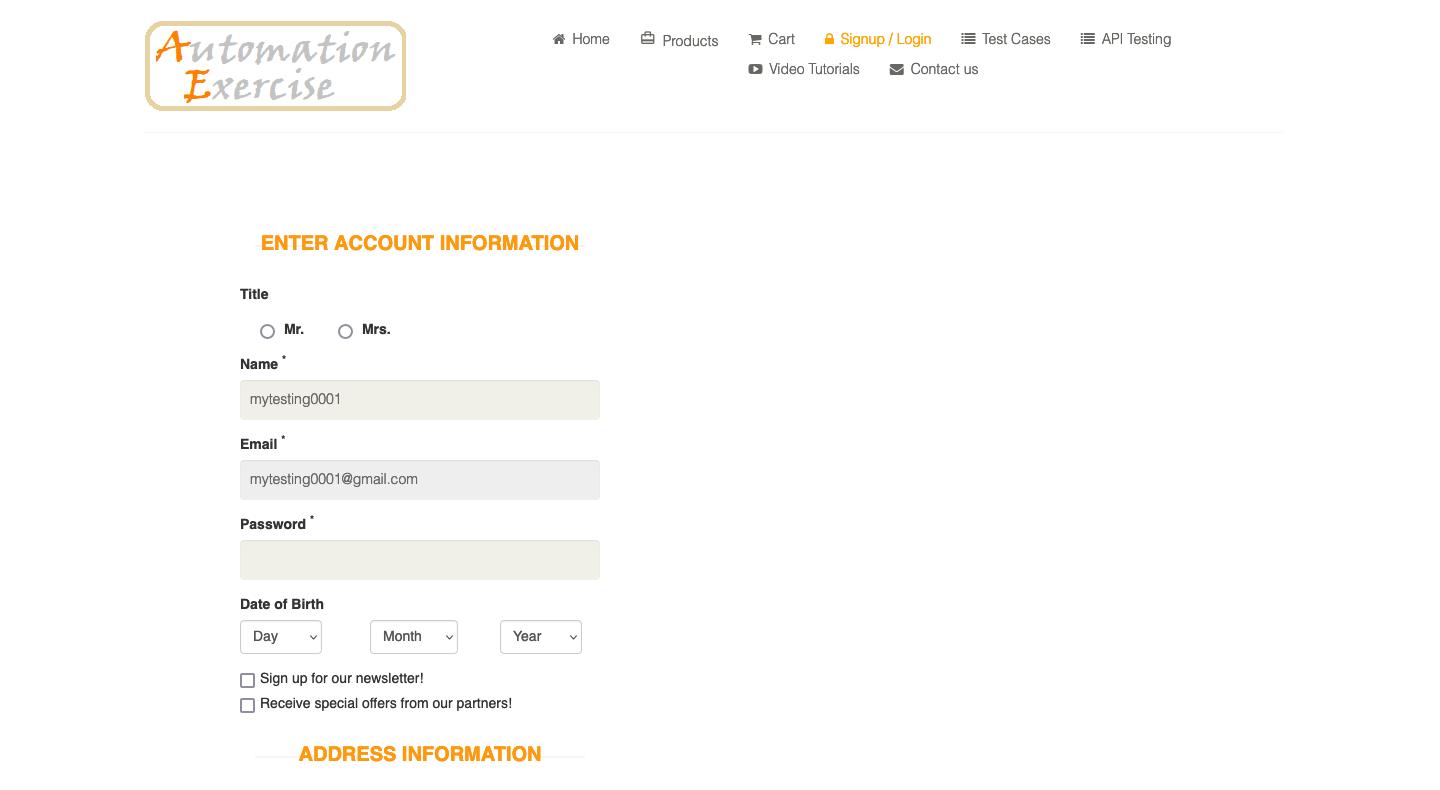 Automation
Exercise
Home Products Cart Signup / Login Test Cases API Testing
Video Tutorials Contact us
ENTER ACCOUNT INFORMATION
Title
Mr. Mrs.
Name *
mytesting0001
Email *
mytesting0001@gmail.com
Password *
Date of Birth
Day Month Year
Sign up for our newsletter!
Receive special offers from our partners!
ADDRESS INFORMATION